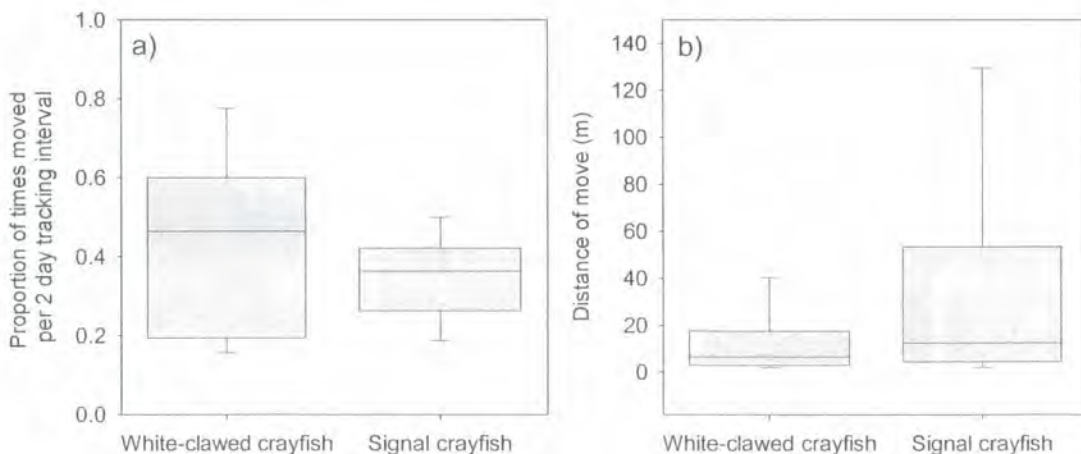 a)
Proportion of times moved
per 2 day tracking interval
1.0
0.8
0.6
0.4
0.2
0.0
White-clawed crayfish
Signal crayfish
b)
Distance of move (m)
140
120
100
80
60
40
20
0
White-clawed crayfish
Signal crayfish